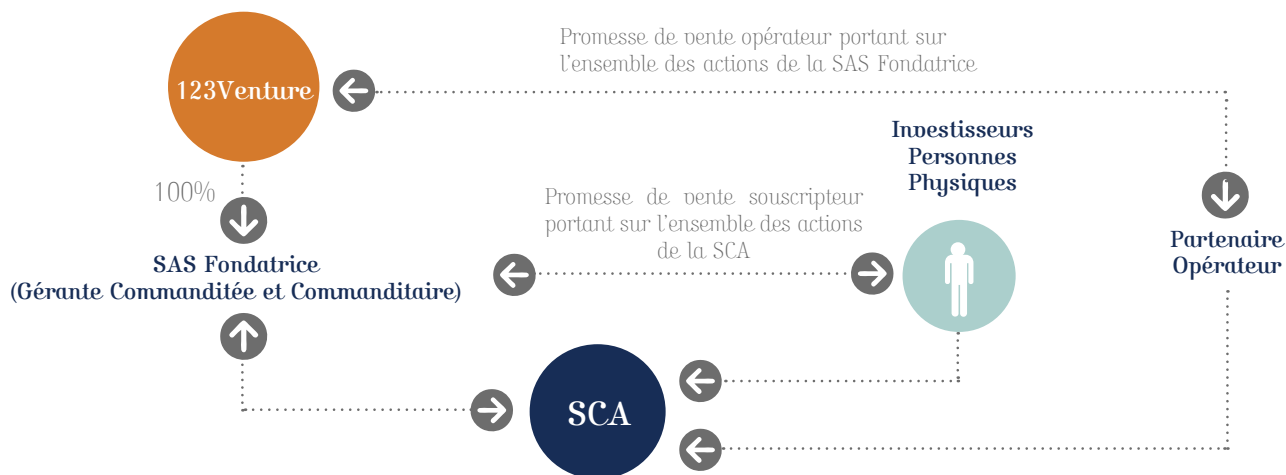 Promesse de vente opérateur portant sur
l'ensemble des actions de la SAS Fondatrice
123Venture
Investisseurs
Personnes
Physiques
100%
Promesse de vente souscripteur
portant sur l'ensemble des actions
de la SCA
Partenaire
Opérateur
SAS Fondatrice
(Gérante Commanditée et Commanditaire)
SCA